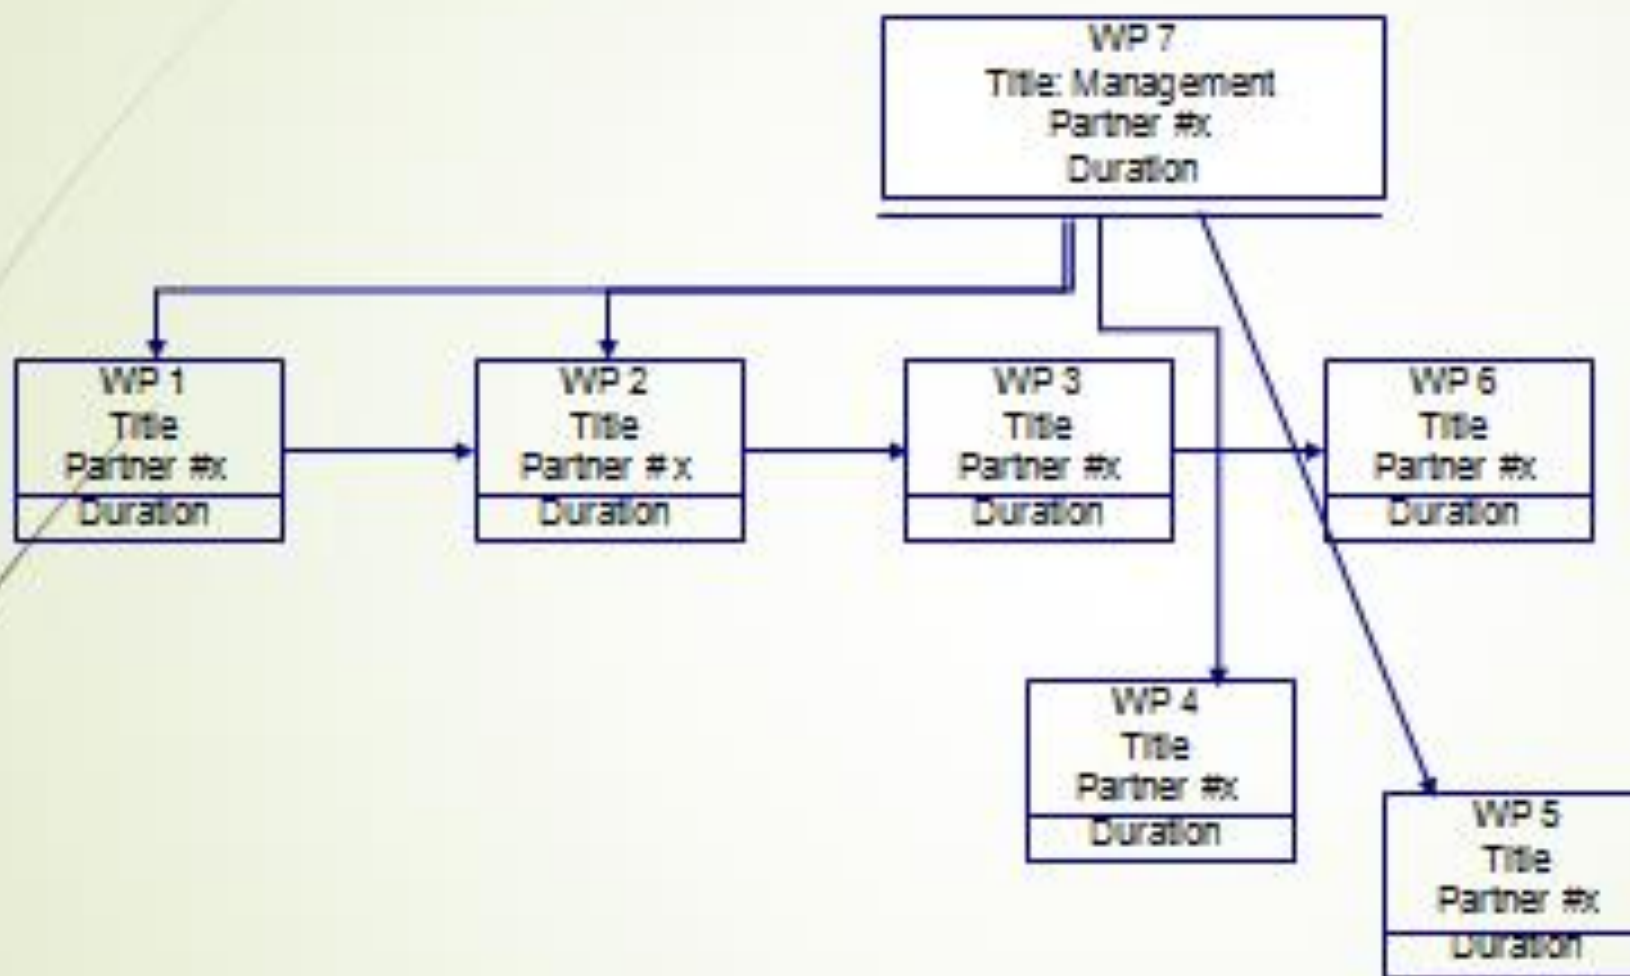 WP 7
Title: Management
Partner #x
Duration
WP 1
Title
Partner #x
Duration
WP 2
Title
Partner # x
Duration
WP 3
Title
Partner #x
Duration
WP 6
Title
Partner #x
Duration
WP 4
Title
Partner #x
Duration
WP 5
Title
Partner #x
Duration